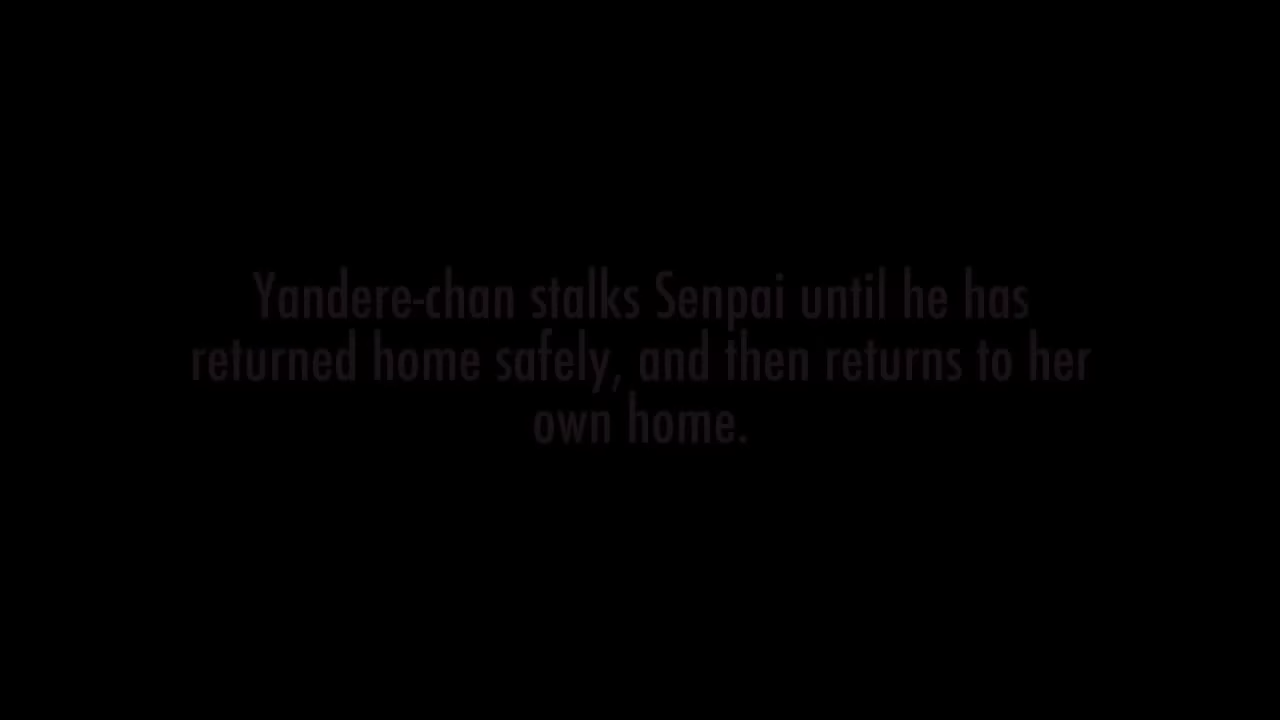 Yandere-chan stalks Senpai until he has
returned home safely, and then returns to her
own home.